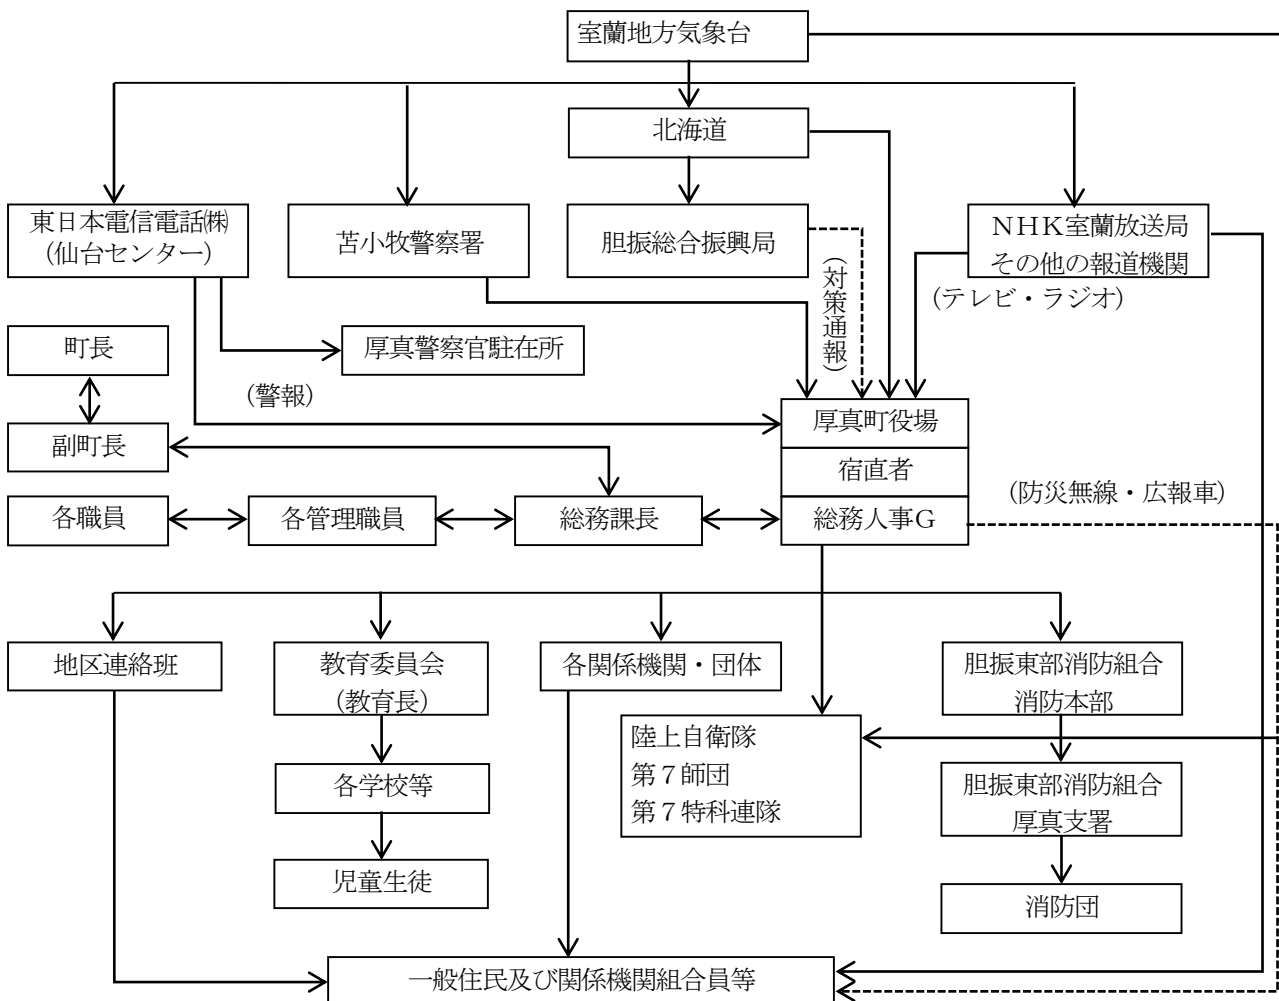 室蘭地方気象台
北海道
東日本電信電話㈱
(仙台センター)
苫小牧警察署
胆振総合振興局
ＮＨＫ室蘭放送局
その他の報道機関
(対策通報)
(テレビ・ラジオ)
町長
厚真警察官駐在所
(警報)
副町長
厚真町役場
宿直者
(防災無線・広報車)
各職員
各管理職員
総務課長
総務人事Ｇ
地区連絡班
教育委員会
(教育長)
各関係機関・団体
胆振東部消防組合
消防本部
陸上自衛隊
第７師団
第７特科連隊
各学校等
胆振東部消防組合
厚真支署
児童生徒
消防団
一般住民及び関係機関組合員等